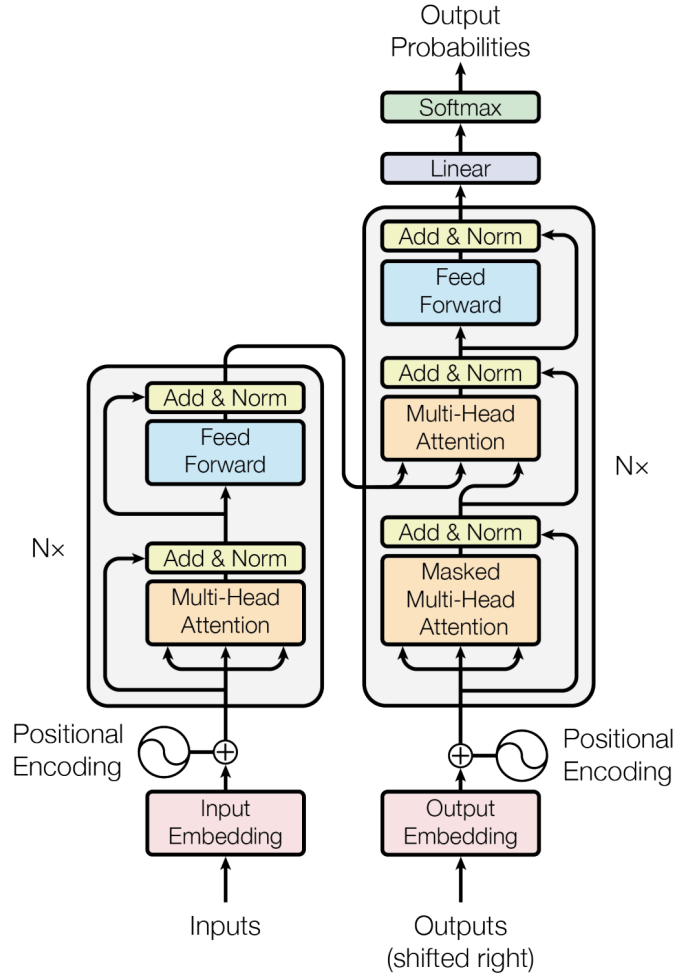 Output
Probabilities
Softmax
Linear
Add & Norm
Feed
Forward
Add & Norm
Multi-Head
Attention
Nx
Add & Norm
Masked
Multi-Head
Attention
Add & Norm
Feed
Forward
Nx
Add & Norm
Multi-Head
Attention
Positional
Encoding
Positional
Encoding
Input
Embedding
Output
Embedding
Inputs
Outputs
(shifted right)